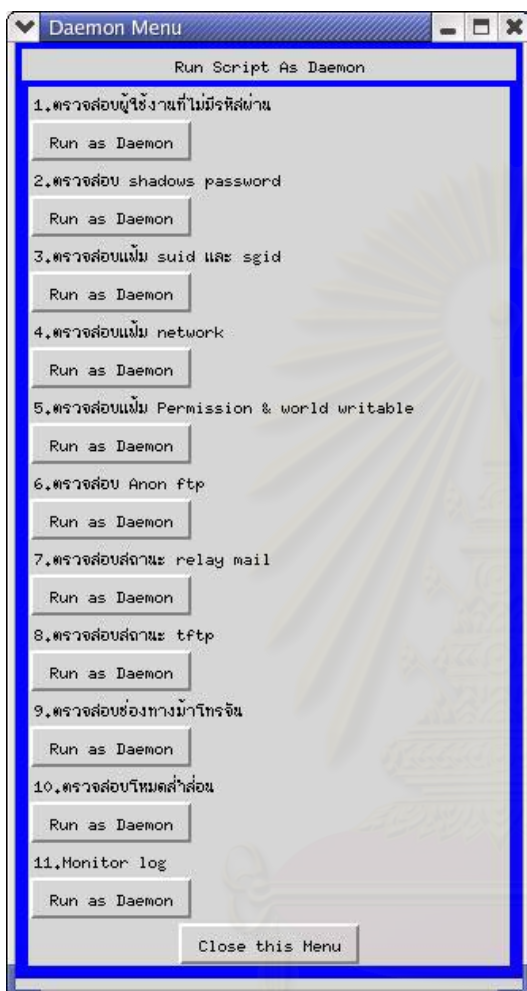 Daemon Menu
Run Script As Daemon
1.ตรวจสอบผู้ใช้งานที่ไม่มีรหัสผ่าน
Run as Daemon
2.ตรวจสอบ shadows password
Run as Daemon
3.ตรวจสอบแฟ้ม suid และ sgid
Run as Daemon
4.ตรวจสอบแฟ้ม network
Run as Daemon
5.ตรวจสอบแฟ้ม Permission & world writable
Run as Daemon
6.ตรวจสอบ Anon ftp
Run as Daemon
7.ตรวจสอบสถานะ relay mail
Run as Daemon
8.ตรวจสอบสถานะ tftp
Run as Daemon
9.ตรวจสอบช่องทางม้าโทรจัน
Run as Daemon
10.ตรวจสอบโหมดสำส่อน
Run as Daemon
11.Monitor log
Run as Daemon
Close this Menu